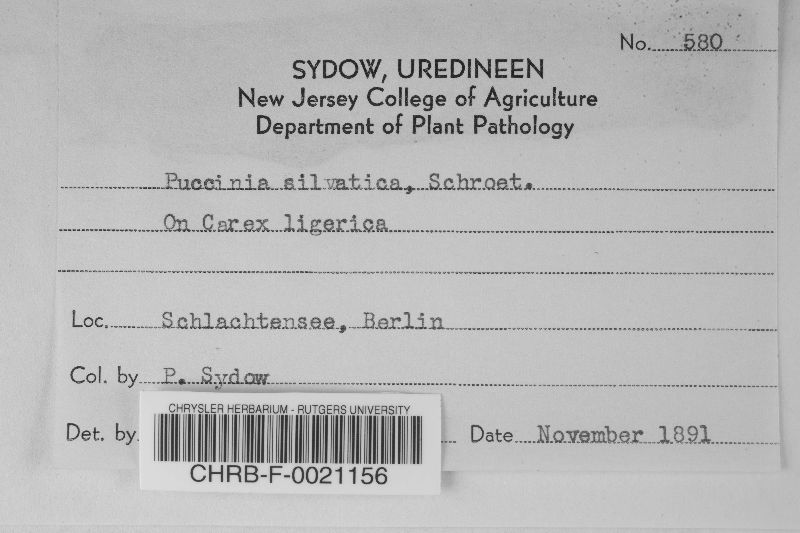 No. 580
SYDOW, UREDINEEN
New Jersey College of Agriculture
Department of Plant Pathology
Puccinia silvatica, Schroet.
On Carex ligerica
Loc. Schlachtensee, Berlin
Col. by P. Sydow
Det. by Date November 1891
CHRYSLER HERBARIUM - RUTGERS UNIVERSITY
CHRB-F-0021156